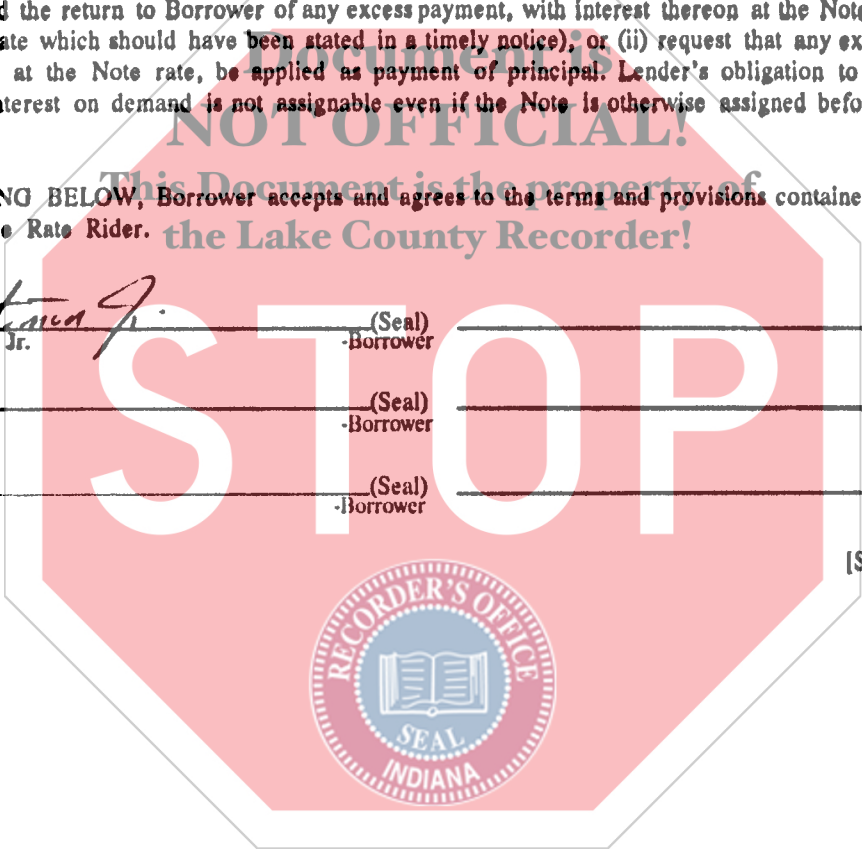 the return to Borrower of any excess payment, with interest thereon at the Note
ate which should have been stated in a timely notice), or (ii) request that any ex
at the Note rate, be applied as payment of principal. Lender's obligation to
nterest on demand is not assignable even if the Note is otherwise assigned befo
Document is
NOT OFFICIAL!
This Document is the property of
the Lake County Recorder!
NG BELOW, Borrower accepts and agrees to the terms and provisions containe
e Rate Rider.
Jr.
(Seal)
-Borrower
(Seal)
-Borrower
(Seal)
-Borrower
[S
STOP
RECORDER'S OFFICE
SEAL
INDIANA